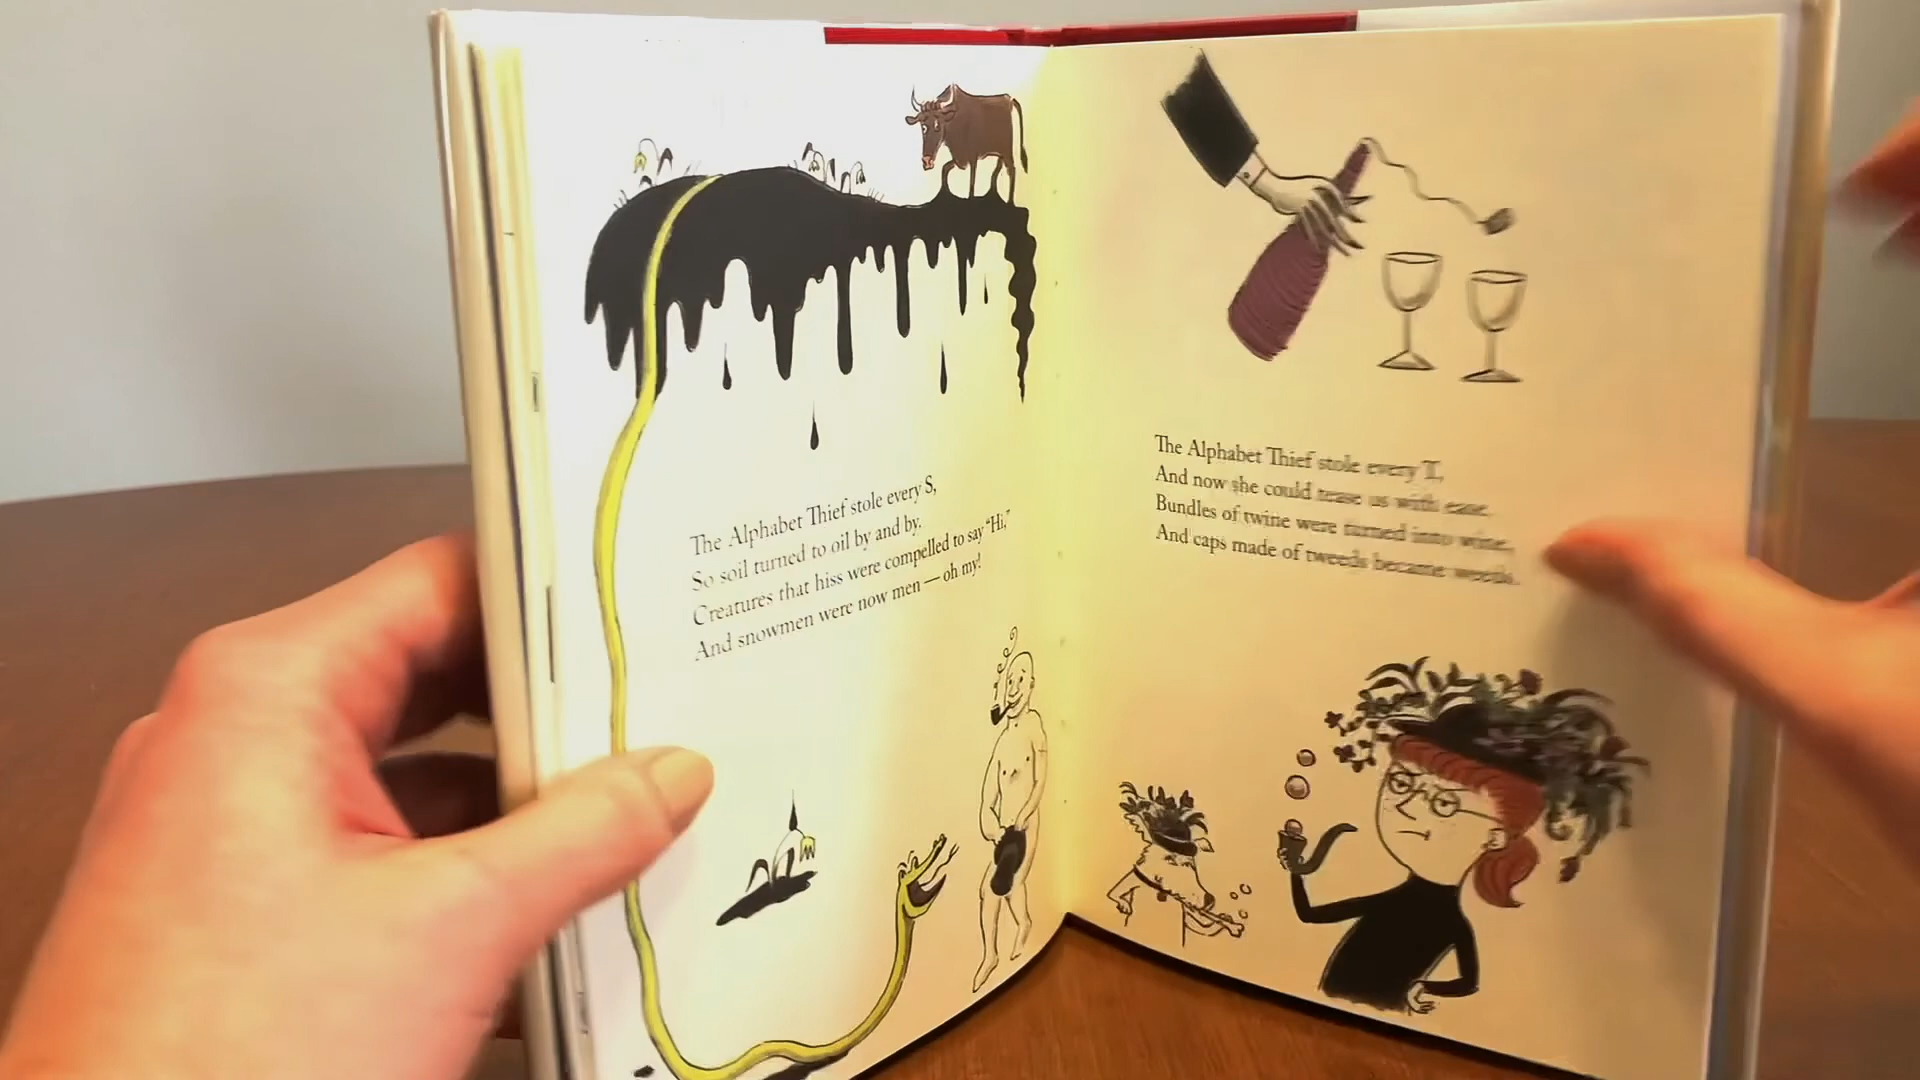 The Alphabet Thief stole every S,
So soil turned to oil by and by.
Creatures that hiss were compelled to say “Hi,”
And snowmen were now men — oh my!
The Alphabet Thief stole every T,
And now she could tease us with ease.
Bundles of twine were turned into wine,
And caps made of tweeds became weeds.